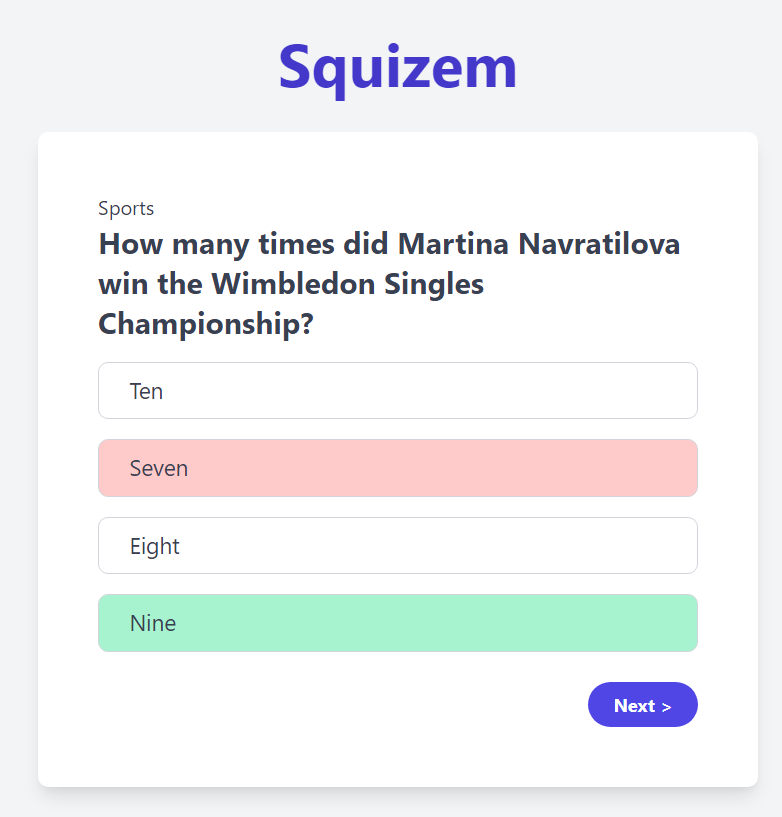 Squizem
Sports
How many times did Martina Navratilova
win the Wimbledon Singles
Championship?
Ten
Seven
Eight
Nine
Next >